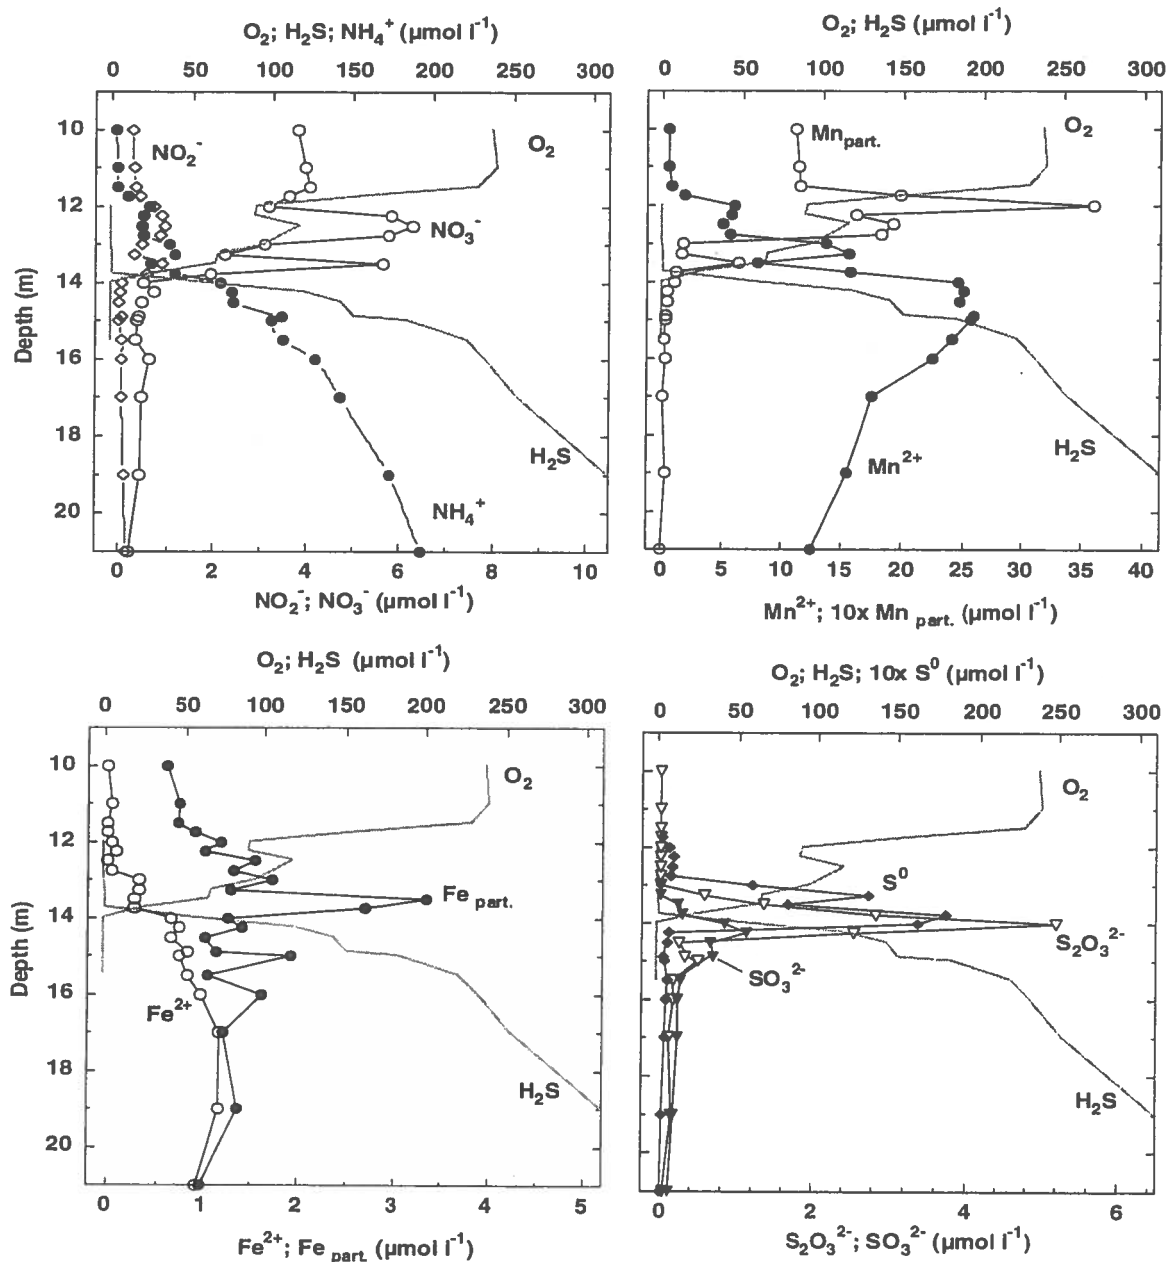 O₂; H₂S; NH₄⁺ (µmol l⁻¹)
0 50 100 150 200 250 300
Depth (m)
10
12
14
16
18
20
NO₂⁻
O₂
NO₃⁻
H₂S
NH₄⁺
0 2 4 6 8 10
NO₂⁻; NO₃⁻ (µmol l⁻¹)
O₂; H₂S (µmol l⁻¹)
0 50 100 150 200 250 300
Mn part.
O₂
H₂S
Mn²⁺
0 5 10 15 20 25 30 35 40
Mn²⁺; 10x Mn part. (µmol l⁻¹)
O₂; H₂S (µmol l⁻¹)
0 50 100 150 200 250 300
Depth (m)
10
12
14
16
18
20
O₂
Fe part.
Fe²⁺
H₂S
0 1 2 3 4 5
Fe²⁺; Fe part. (µmol l⁻¹)
O₂; H₂S; 10x S⁰ (µmol l⁻¹)
0 50 100 150 200 250 300
O₂
S⁰
S₂O₃²⁻
SO₃²⁻
H₂S
0 2 4 6
S₂O₃²⁻; SO₃²⁻ (µmol l⁻¹)